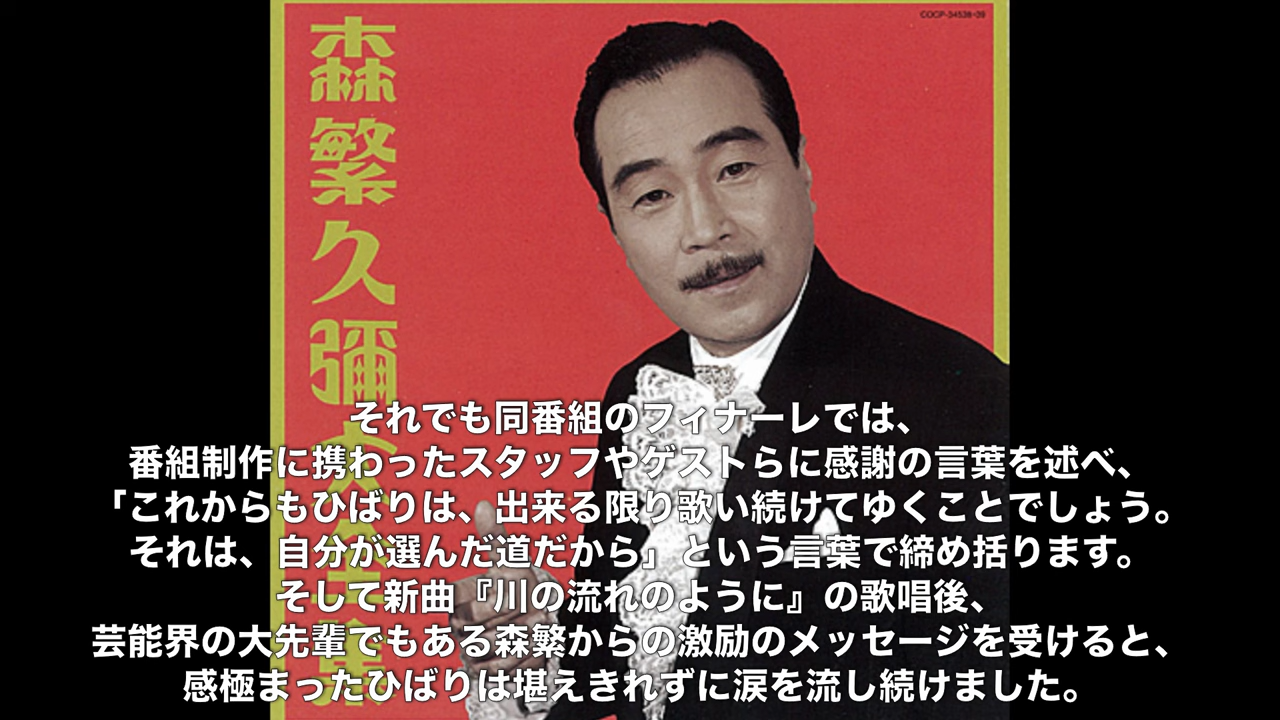 COCP-34538-39
森繁久彌大全集
それでも同番組のフィナーレでは、
番組制作に携わったスタッフやゲストらに感謝の言葉を述べ、
「これからもひばりは、出来る限り歌い続けてゆくことでしょう。
それは、自分が選んだ道だから」という言葉で締め括ります。
そして新曲『川の流れのように』の歌唱後、
芸能界の大先輩でもある森繁からの激励のメッセージを受けると、
感極まったひばりは堪えきれずに涙を流し続けました。